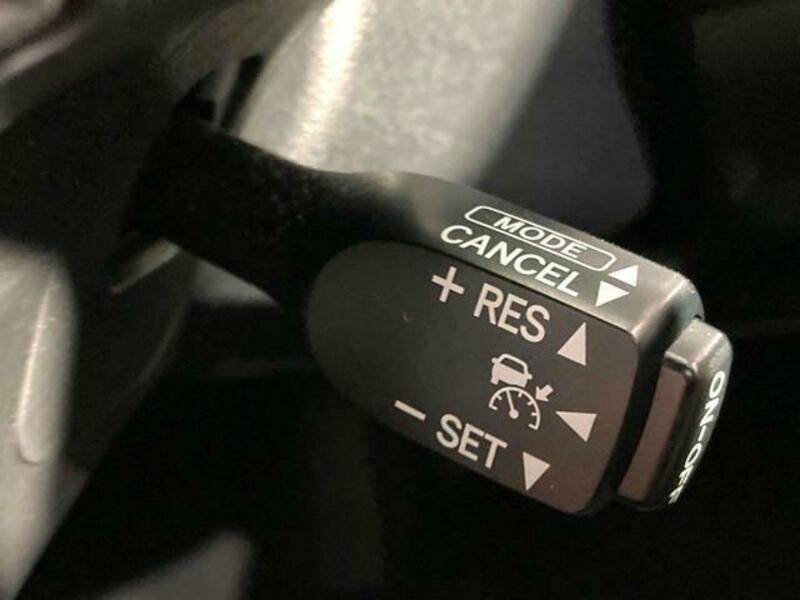 MODE
CANCEL
+ RES
- SET
ON-OFF